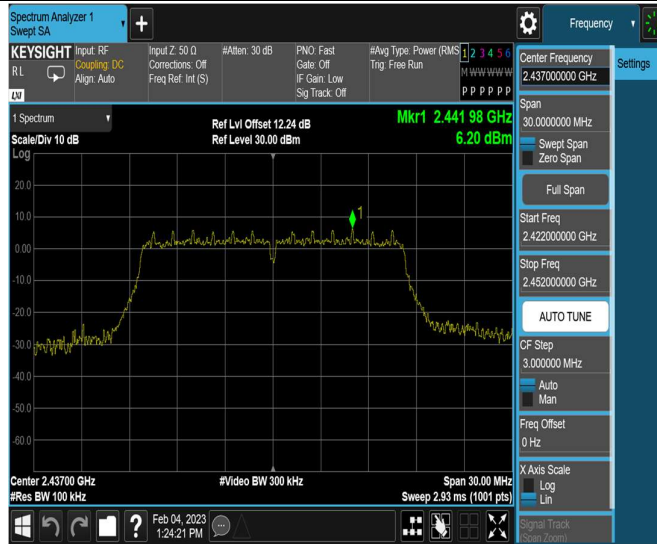 Spectrum Analyzer 1
Swept SA
Frequency
KEYSIGHT
RL
LXI
Input: RF
Coupling: DC
Align: Auto
Input Z: 50 Ω
Corrections: Off
Freq Ref: Int (S)
#Atten: 30 dB
PNO: Fast
Gate: Off
IF Gain: Low
Sig Track: Off
#Avg Type: Power (RMS
Trig: Free Run
1 2 3 4 5 6
M W W W W W
P P P P P P
1 Spectrum
Scale/Div 10 dB
Ref Lvl Offset 12.24 dB
Ref Level 30.00 dBm
Mkr1 2.441 98 GHz
6.20 dBm
Log
20.0
10.0
0.00
-10.0
-20.0
-30.0
-40.0
-50.0
-60.0
1
Center 2.43700 GHz
#Res BW 100 kHz
#Video BW 300 kHz
Span 30.00 MHz
Sweep 2.93 ms (1001 pts)
Feb 04, 2023
1:24:21 PM
Center Frequency
2.437000000 GHz
Settings
Span
30.0000000 MHz
Swept Span
Zero Span
Full Span
Start Freq
2.422000000 GHz
Stop Freq
2.452000000 GHz
AUTO TUNE
CF Step
3.000000 MHz
Auto
Man
Freq Offset
0 Hz
X Axis Scale
Log
Lin
Signal Track
(Span Zoom)